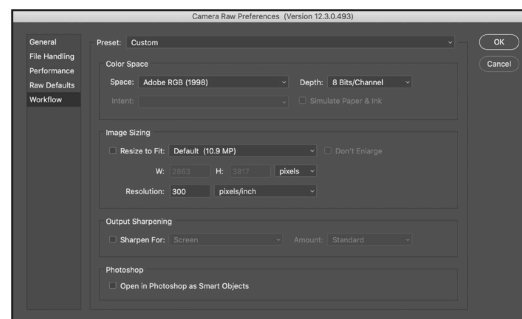 Camera Raw Preferences (Version 12.3.0.493)
General
File Handling
Performance
Raw Defaults
Workflow
Preset: Custom
OK
Cancel
Color Space
Space: Adobe RGB (1998)
Depth: 8 Bits/Channel
Intent:
Simulate Paper & Ink
Image Sizing
Resize to Fit: Default (10.9 MP)
Don't Enlarge
W:
H:
pixels
Resolution: 300 pixels/inch
Output Sharpening
Sharpen For: Screen
Amount: Standard
Photoshop
Open in Photoshop as Smart Objects